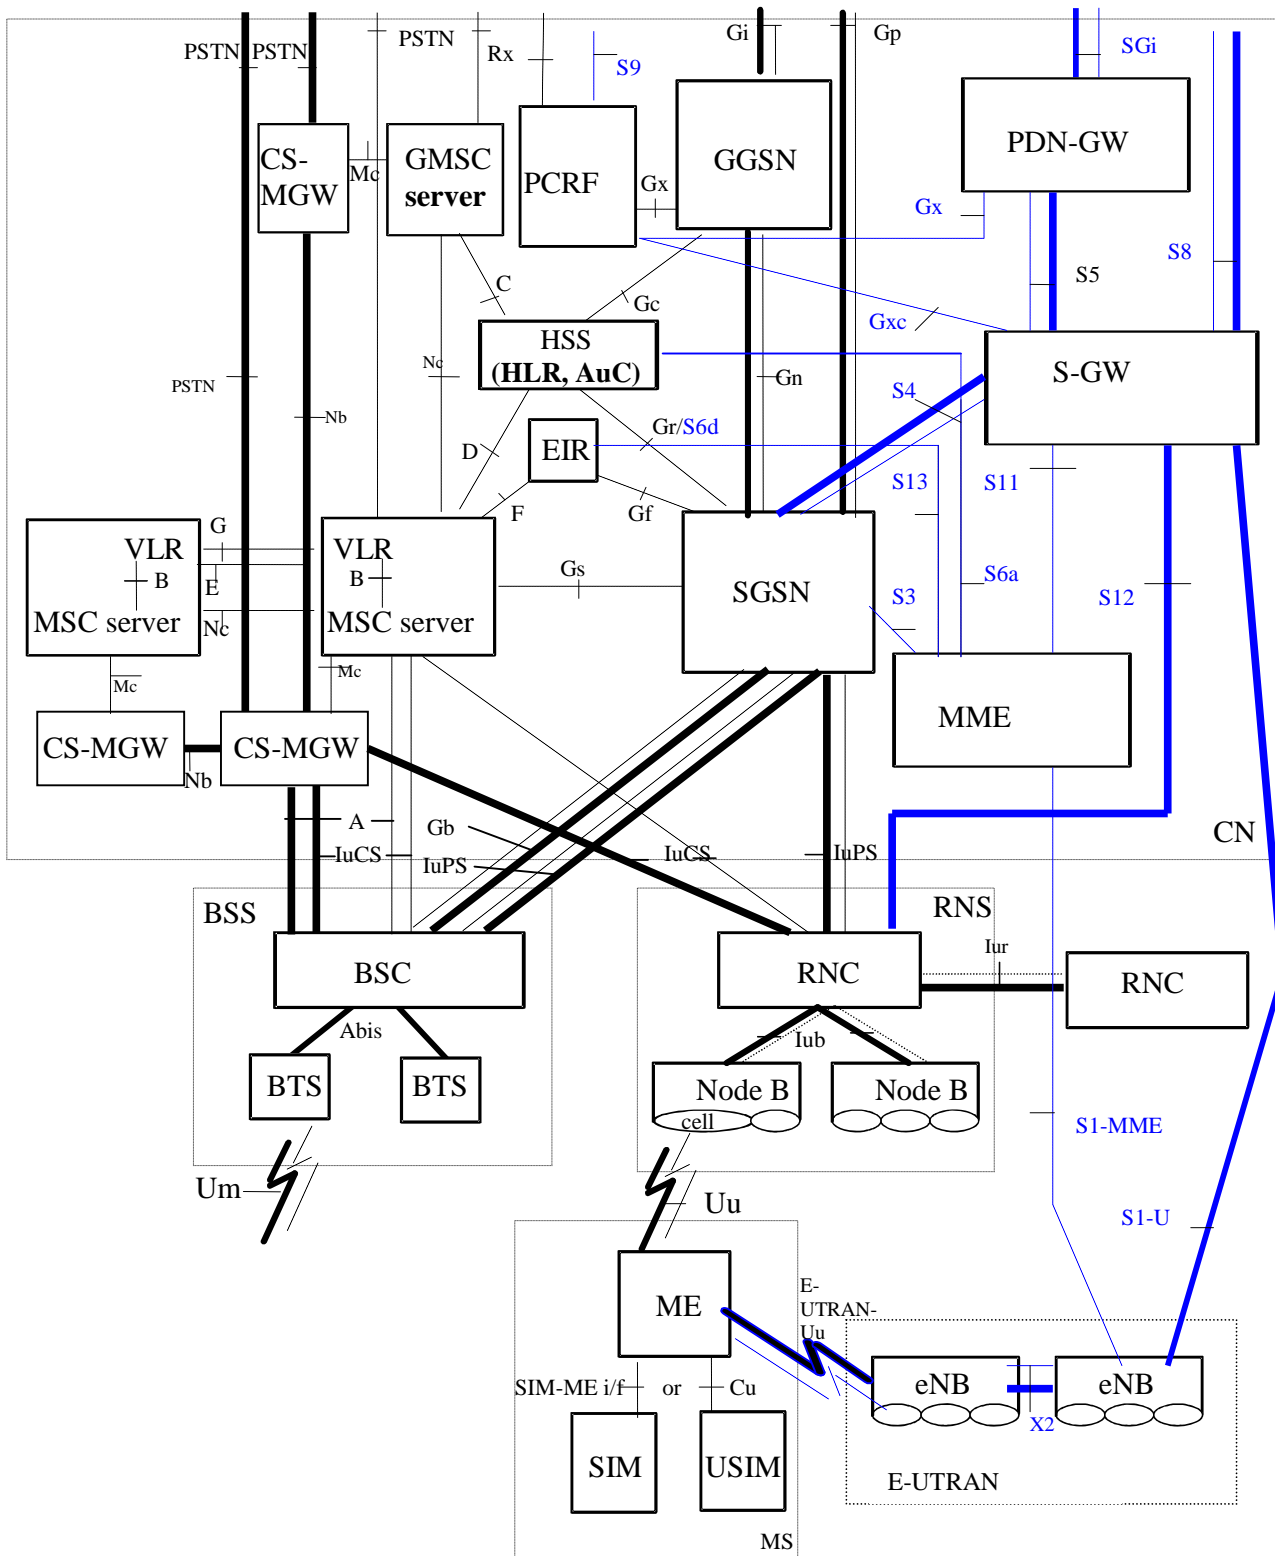 PSTN
PSTN
PSTN
Rx
S9
Gi
Gp
SGi
CS-
MGW
Mc
GMSC
server
PCRF
Gx
GGSN
PDN-GW
Gx
S8
S5
C
Gc
Gxc
HSS
(HLR, AuC)
Nc
PSTN
Gn
S-GW
S4
Nb
Gr/S6d
D
EIR
S13
S11
F
Gf
G
VLR
B
E
Nc
MSC server
VLR
B
MSC server
Gs
SGSN
S3
S6a
S12
Mc
Mc
MME
CS-MGW
Nb
CS-MGW
A
Gb
IuCS
IuPS
IuCS
IuPS
CN
BSS
RNS
BSC
RNC
Iur
RNC
Abis
Iub
BTS
BTS
Node B
cell
Node B
S1-MME
Um
Uu
S1-U
ME
E-
UTRAN-
Uu
SIM-ME i/f
or
Cu
eNB
X2
eNB
SIM
USIM
E-UTRAN
MS